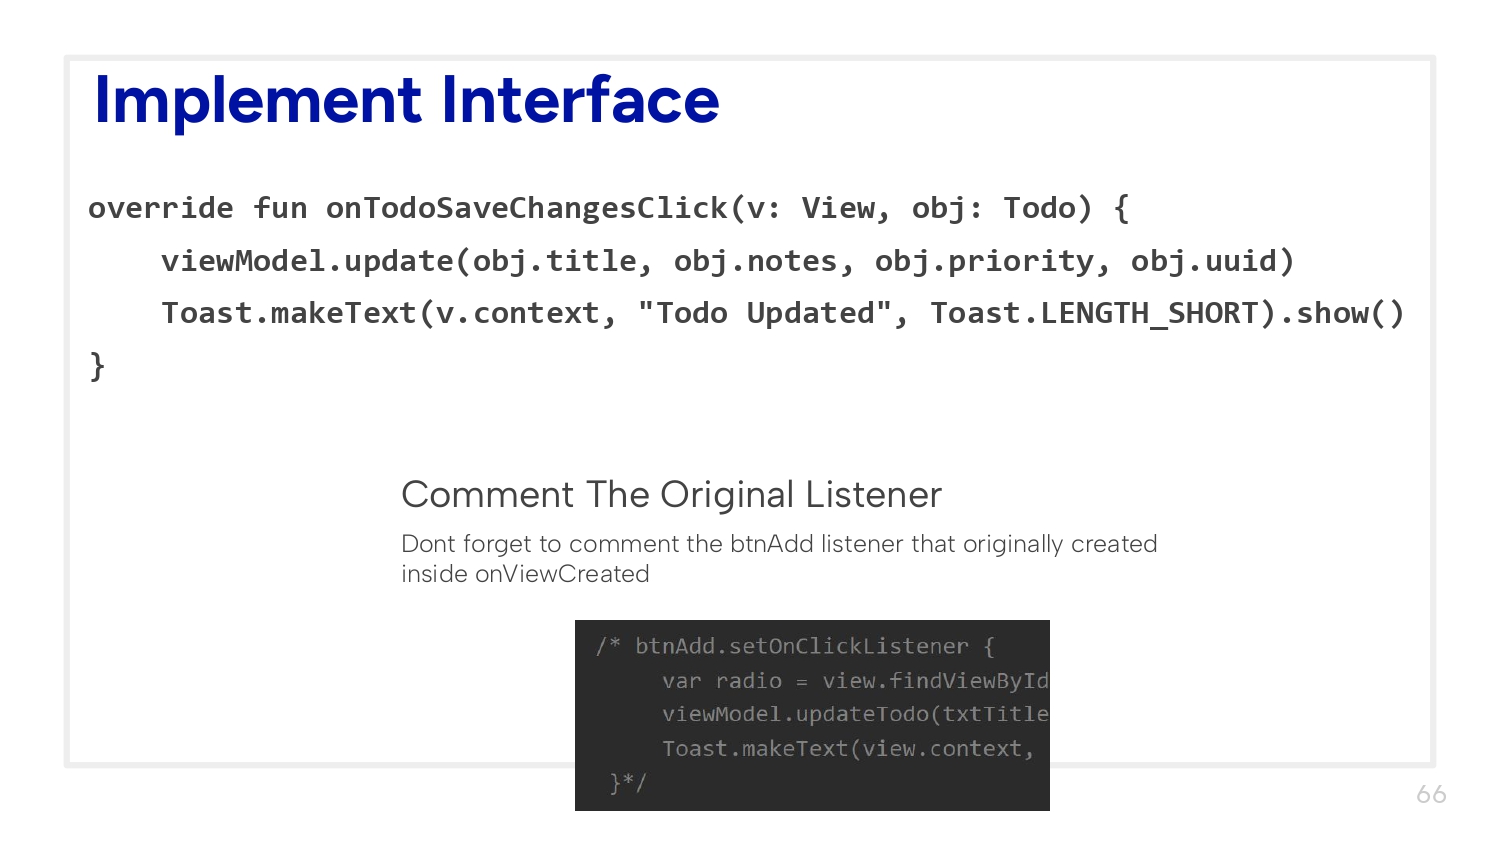 Implement Interface
override fun onTodoSaveChangesClick(v: View, obj: Todo) {
    viewModel.update(obj.title, obj.notes, obj.priority, obj.uuid)
    Toast.makeText(v.context, "Todo Updated", Toast.LENGTH_SHORT).show()
}
Comment The Original Listener
Dont forget to comment the btnAdd listener that originally created
inside onViewCreated
/* btnAdd.setOnClickListener {
     var radio = view.findViewById
     viewModel.updateTodo(txtTitle
     Toast.makeText(view.context,
 }*/
66